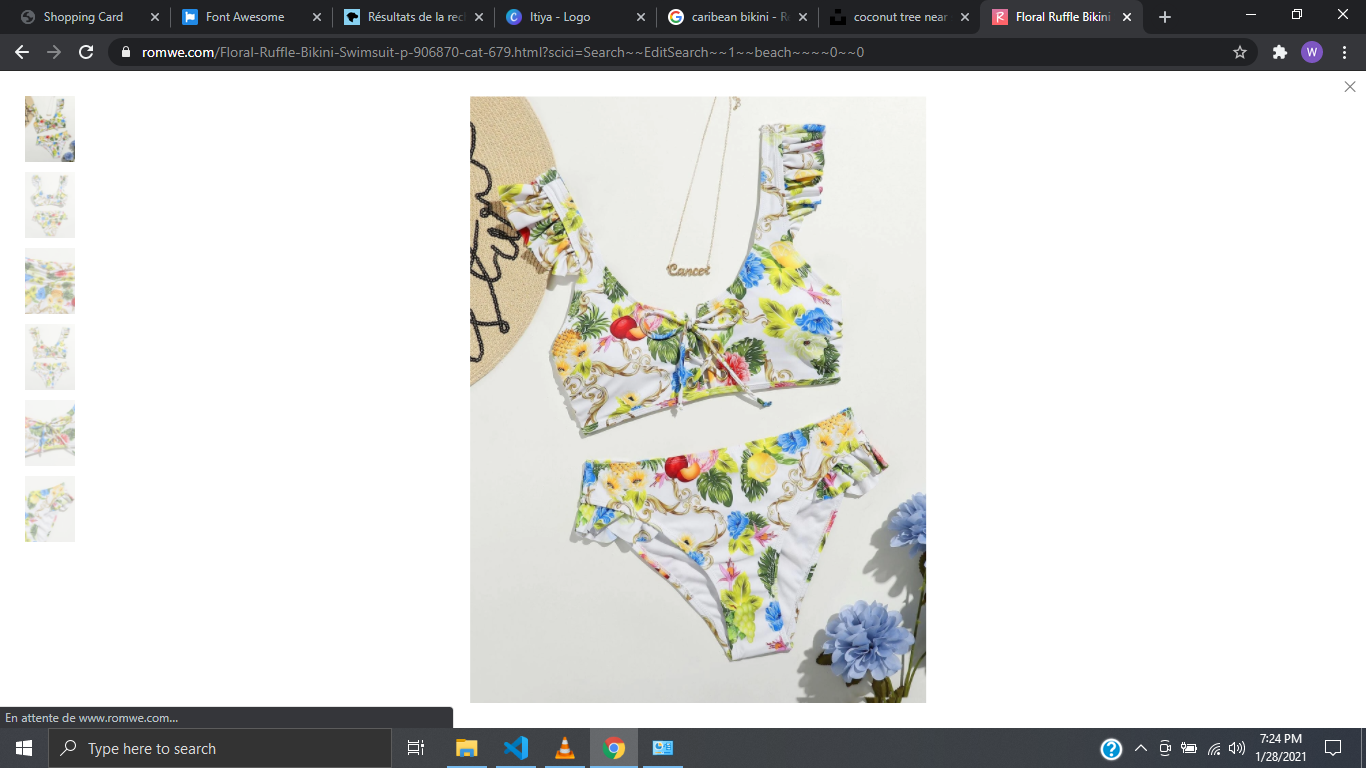 Shopping Card
Font Awesome
Résultats de la rec
Itiya - Logo
caribean bikini - R
coconut tree near
Floral Ruffle Bikini
romwe.com/Floral-Ruffle-Bikini-Swimsuit-p-906870-cat-679.html?scici=Search~~EditSearch~~1~~beach~~~~0~~0
W
Cancer
En attente de www.romwe.com...
Type here to search
7:24 PM
1/28/2021